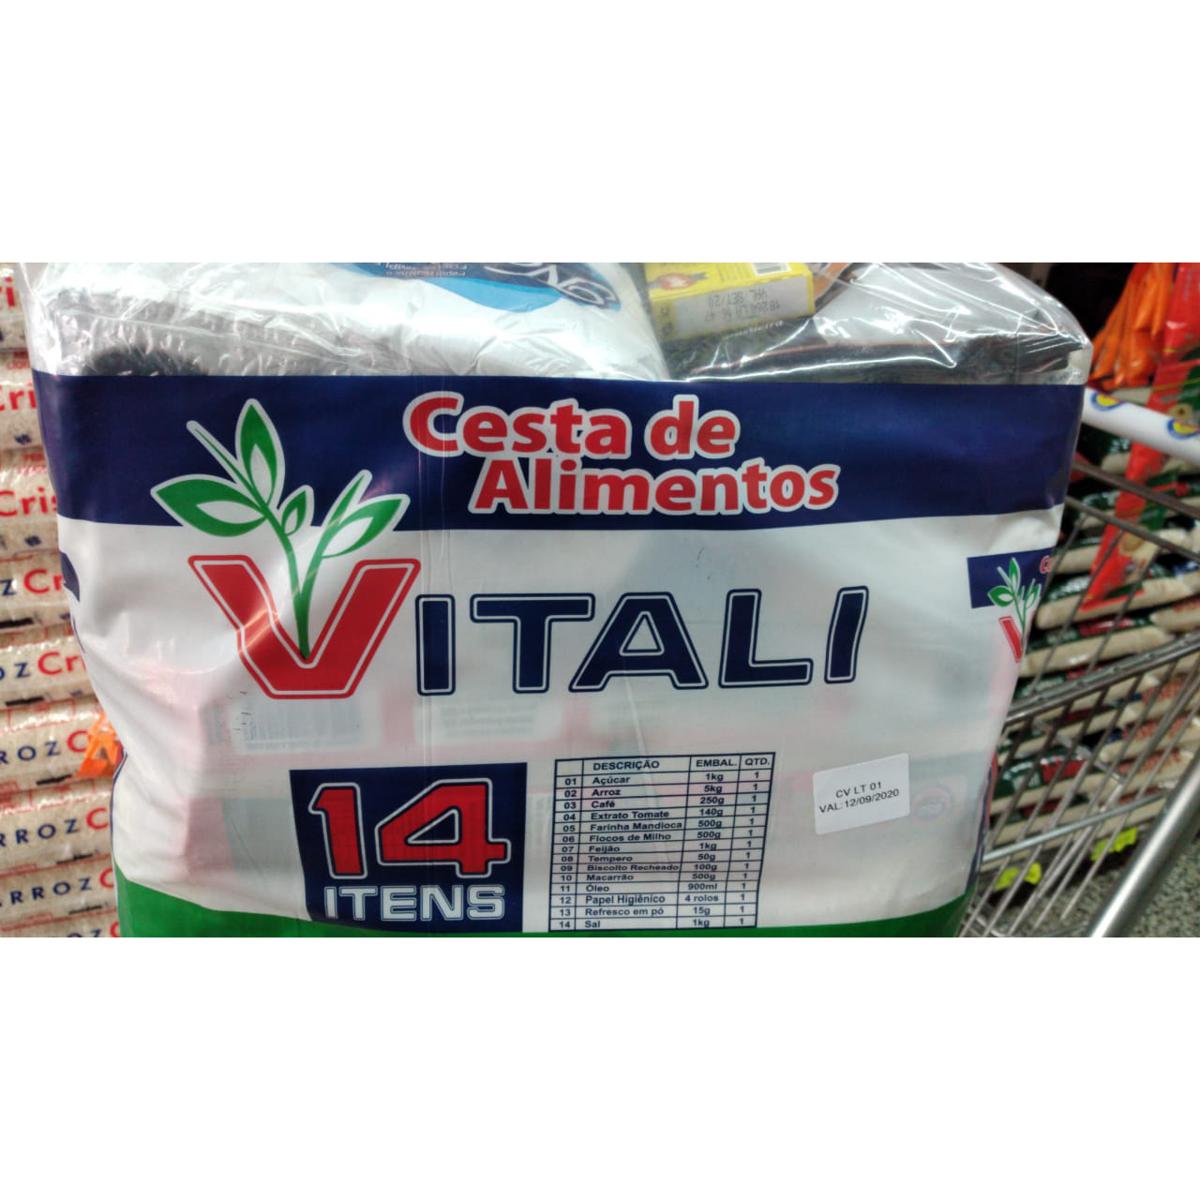 Cesta de
Alimentos
VITALI
14
ITENS
DESCRIÇÃO EMBAL. QTD.
01 Açúcar 1kg 1
02 Arroz 5kg 1
03 Café 250g 1
04 Extrato Tomate 140g 1
05 Farinha Mandioca 500g 1
06 Flocos de Milho 500g 1
07 Feijão 1kg 1
08 Tempero 50g 1
09 Biscoito Recheado 100g 1
10 Macarrão 500g 1
11 Óleo 900ml 1
12 Papel Higiênico 4 rolos 1
13 Refresco em pó 15g 1
14 Sal 1kg 1
CV LT 01
VAL:12/09/2020